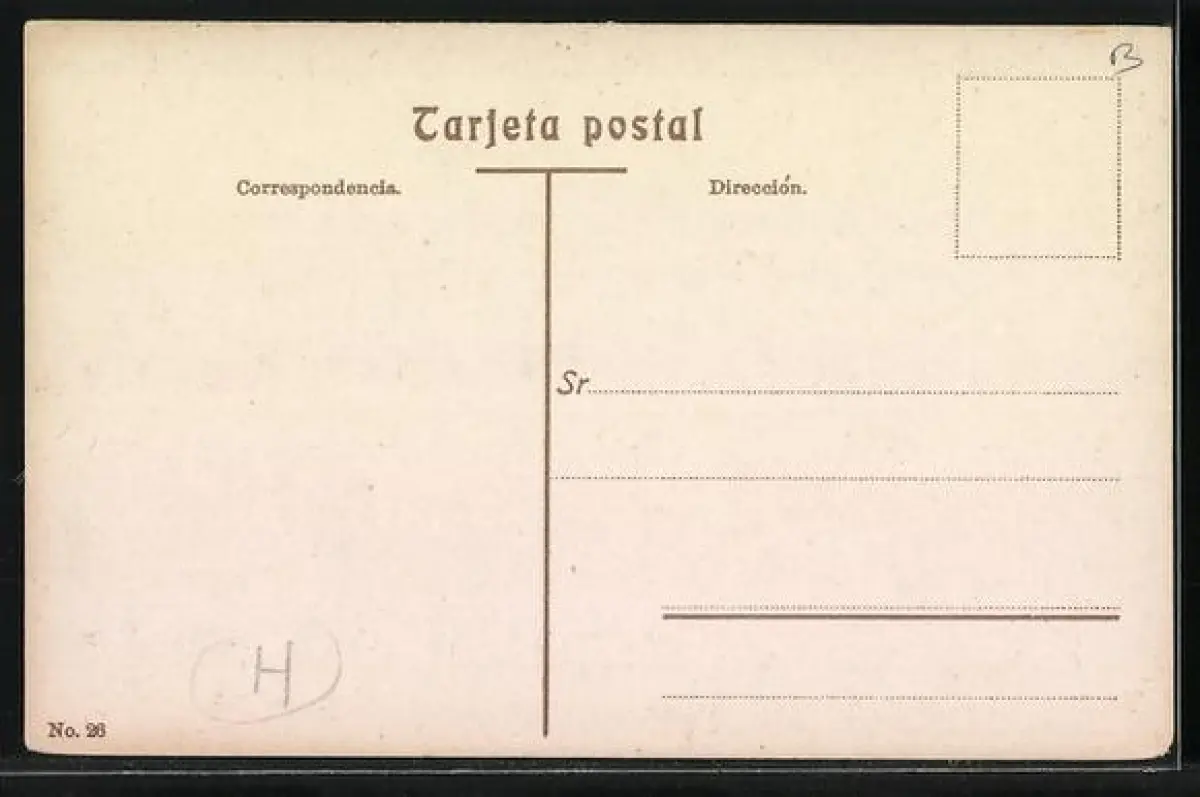 B
Tarjeta postal
Correspondencia.
Dirección.
Sr.
H
No. 26